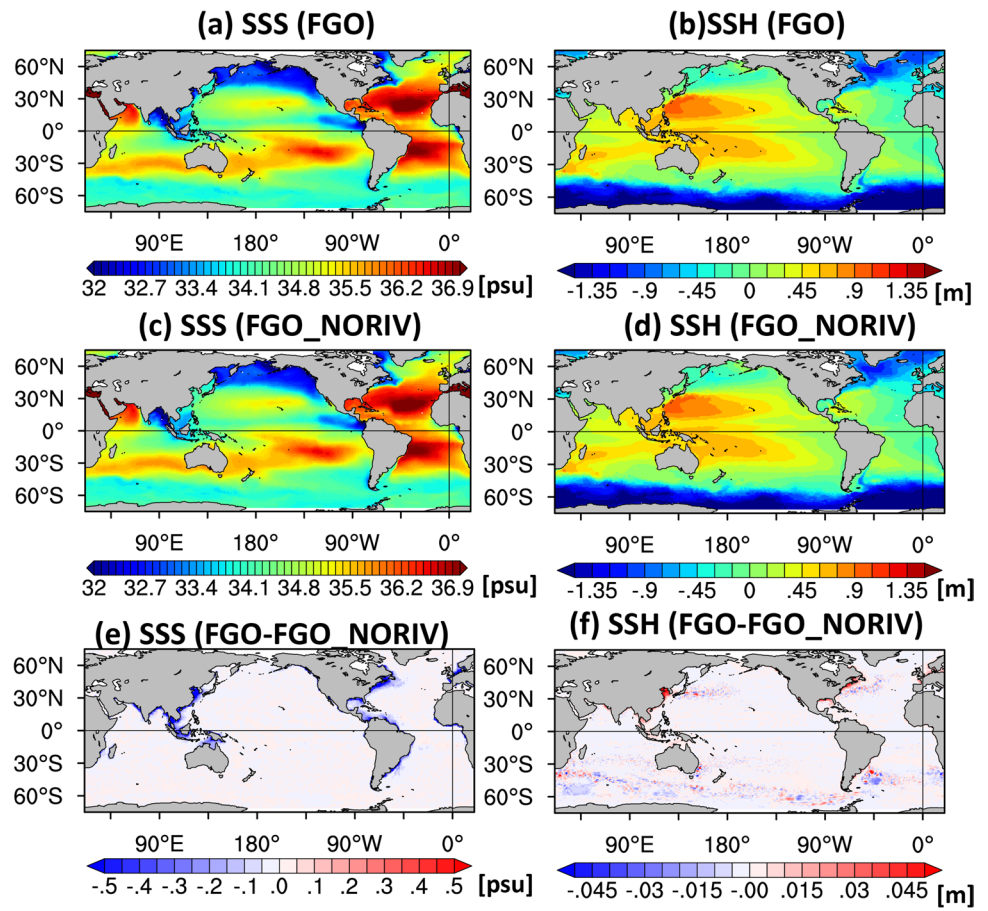 (a) SSS (FGO)
(b)SSH (FGO)
60°N
30°N
0°
30°S
60°S
90°E 180° 90°W 0°
32 32.7 33.4 34.1 34.8 35.5 36.2 36.9 [psu]
60°N
30°N
0°
30°S
60°S
90°E 180° 90°W 0°
-1.35 -.9 -.45 0 .45 .9 1.35 [m]
(c) SSS (FGO_NORIV)
(d) SSH (FGO_NORIV)
60°N
30°N
0°
30°S
60°S
90°E 180° 90°W 0°
32 32.7 33.4 34.1 34.8 35.5 36.2 36.9 [psu]
60°N
30°N
0°
30°S
60°S
90°E 180° 90°W 0°
-1.35 -.9 -.45 0 .45 .9 1.35 [m]
(e) SSS (FGO-FGO_NORIV)
(f) SSH (FGO-FGO_NORIV)
60°N
30°N
0°
30°S
60°S
90°E 180° 90°W 0°
-.5 -.4 -.3 -.2 -.1 .0 .1 .2 .3 .4 .5 [psu]
60°N
30°N
0°
30°S
60°S
90°E 180° 90°W 0°
-.045 -.03 -.015 -.00 .015 .03 .045 [m]